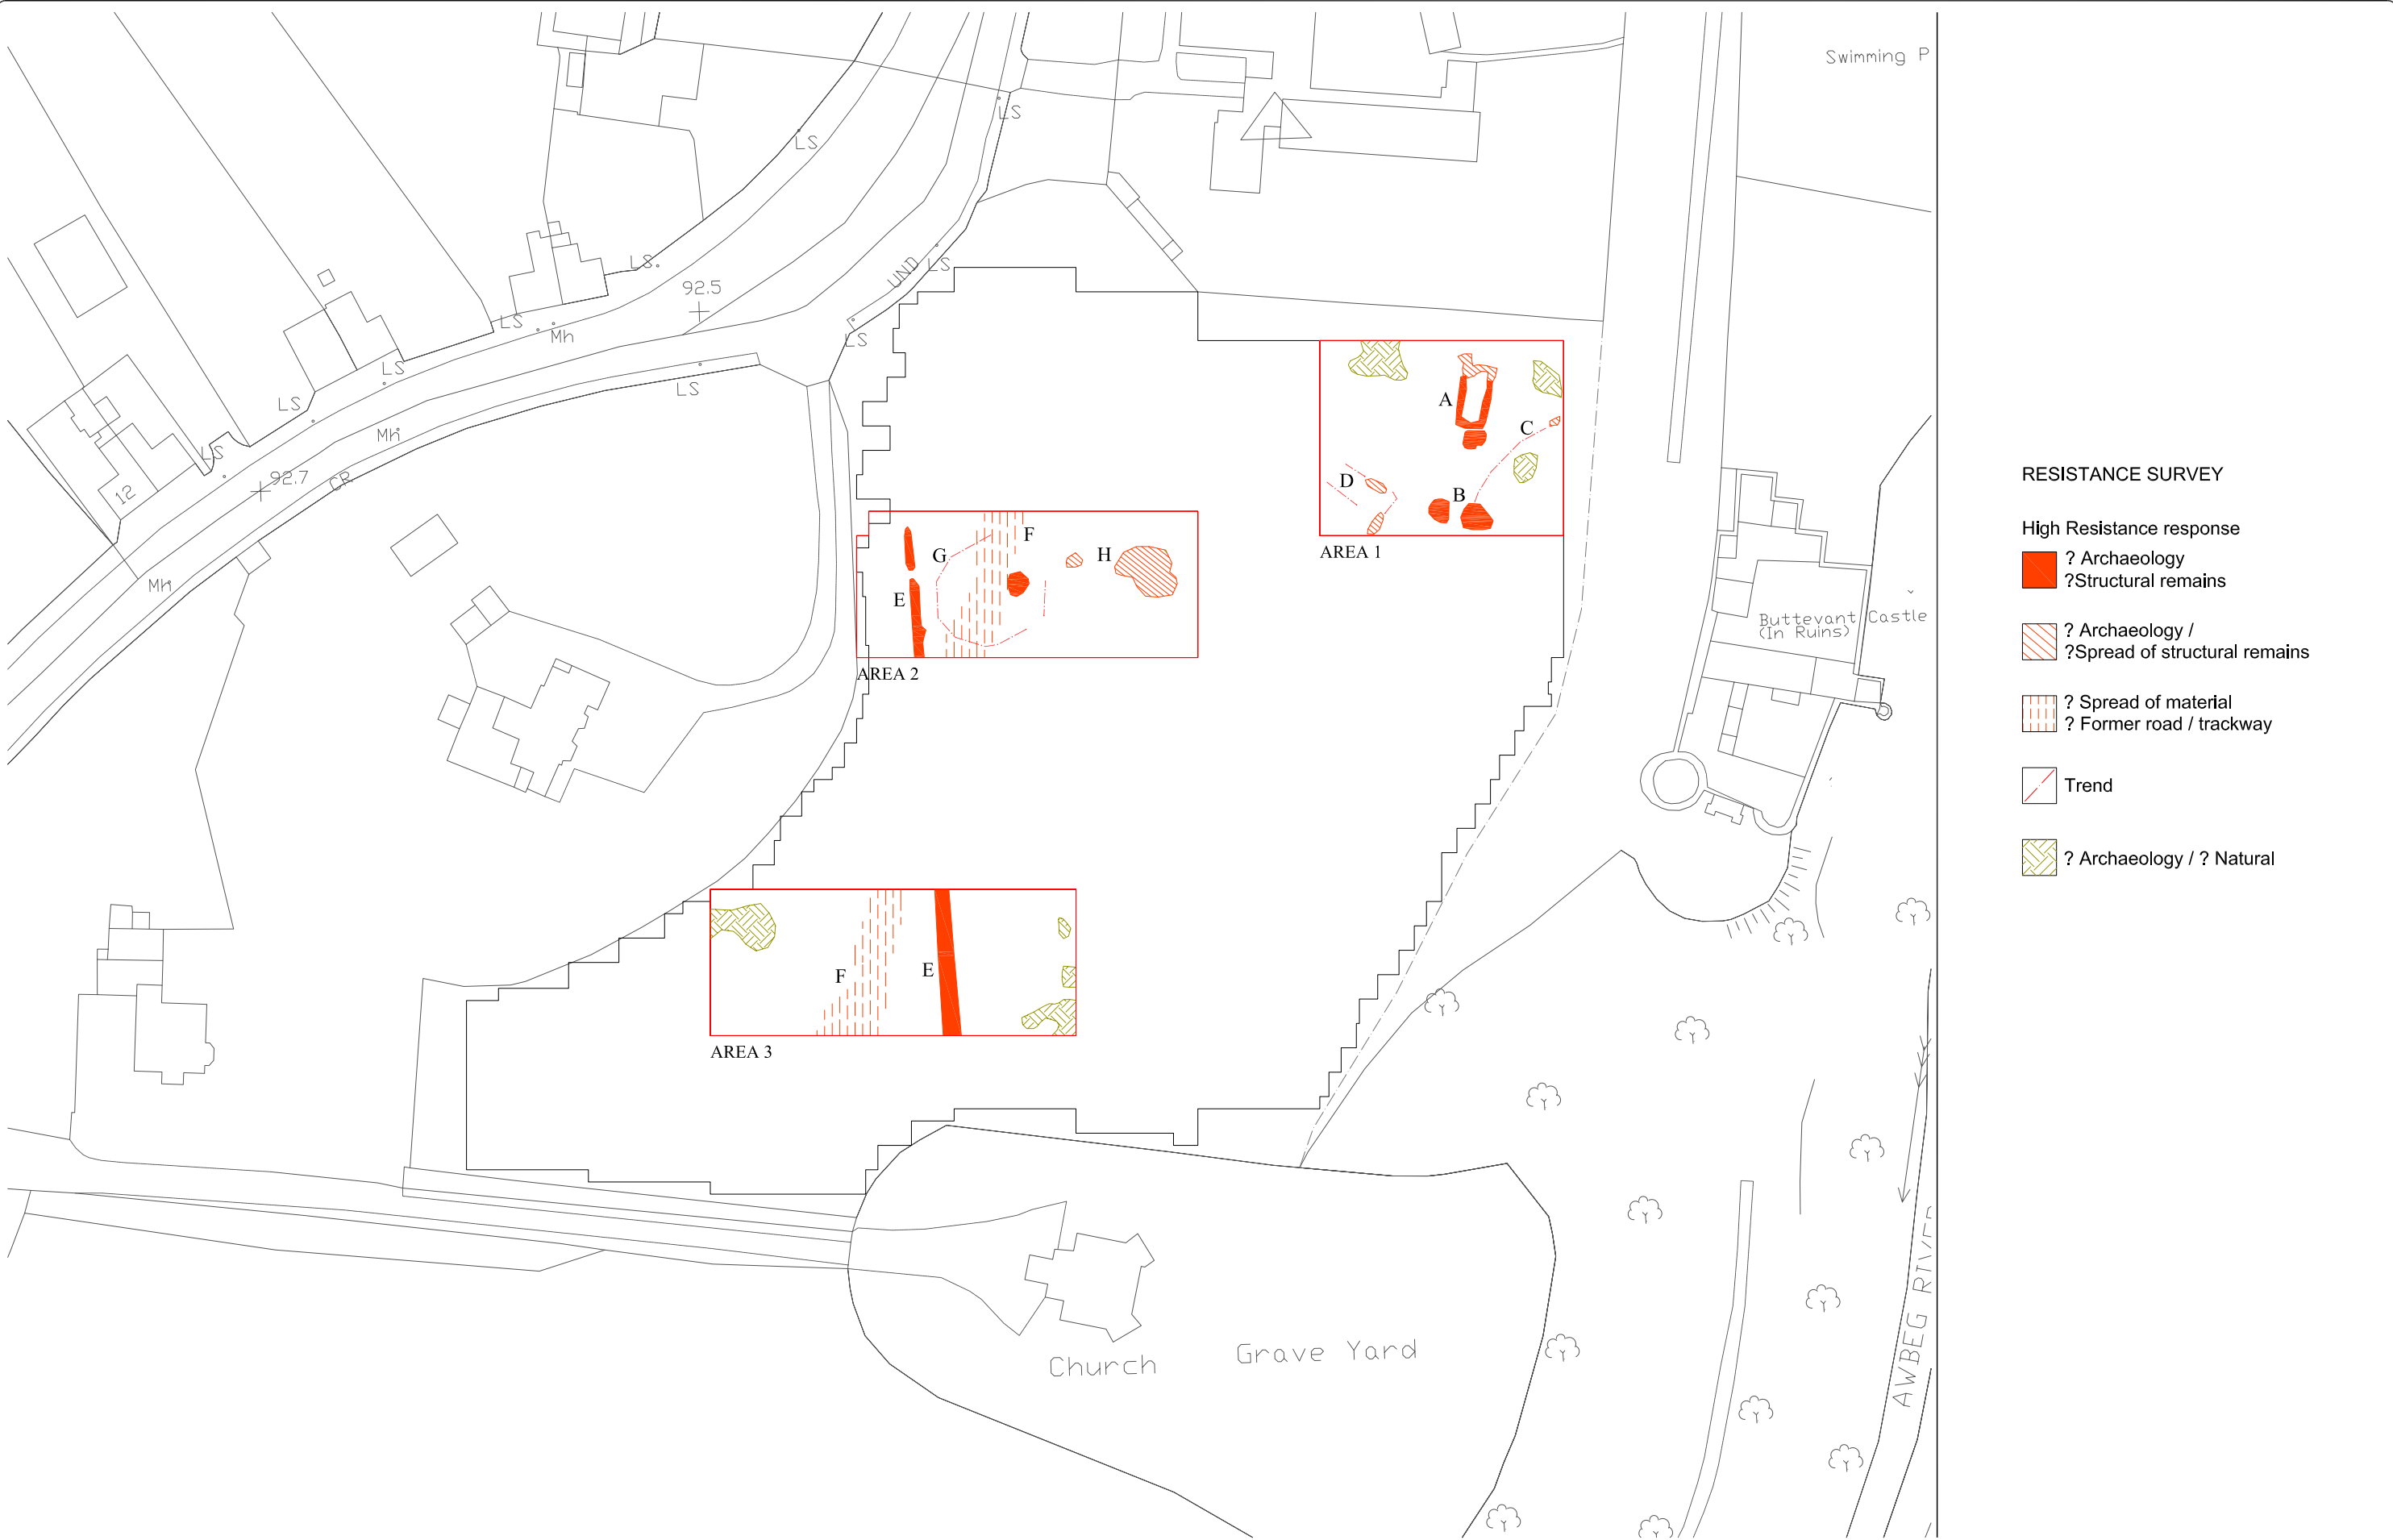 Swimming P
LS
LS
LS
UND
LS
92.5
LS
Mh
LS
LS
LS
LS
Mh
LS
92.7
CR
12
Mh
A
C
D
B
AREA 1
F
G
H
E
AREA 2
F
E
AREA 3
Buttevant Castle
(In Ruins)
Church
Grave Yard
AWBEG RIVER
RESISTANCE SURVEY
High Resistance response
? Archaeology
?Structural remains
? Archaeology /
?Spread of structural remains
? Spread of material
? Former road / trackway
Trend
? Archaeology / ? Natural